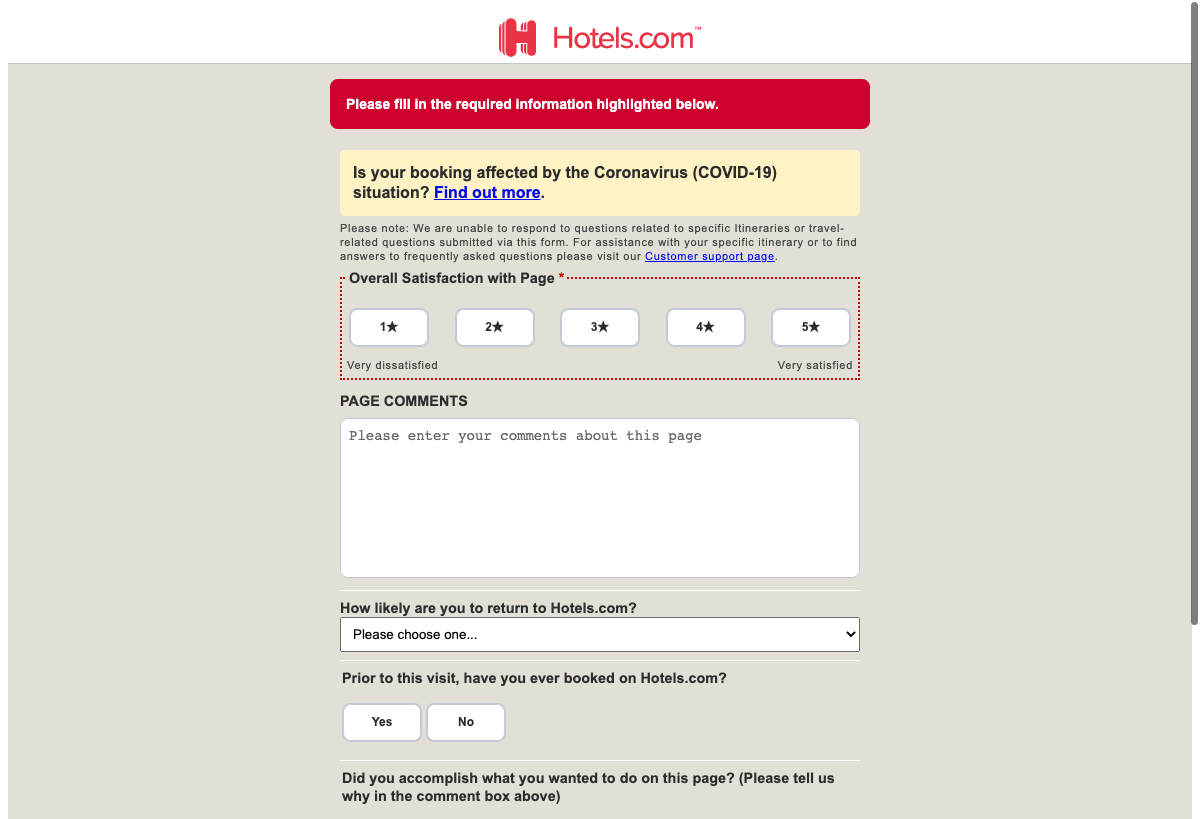 Hotels.com™
Please fill in the required information highlighted below.
Is your booking affected by the Coronavirus (COVID-19)
situation? Find out more.
Please note: We are unable to respond to questions related to specific Itineraries or travel-
related questions submitted via this form. For assistance with your specific itinerary or to find
answers to frequently asked questions please visit our Customer support page.
Overall Satisfaction with Page *
1★ 2★ 3★ 4★ 5★
Very dissatisfied Very satisfied
PAGE COMMENTS
Please enter your comments about this page
How likely are you to return to Hotels.com?
Please choose one...
Prior to this visit, have you ever booked on Hotels.com?
Yes No
Did you accomplish what you wanted to do on this page? (Please tell us
why in the comment box above)